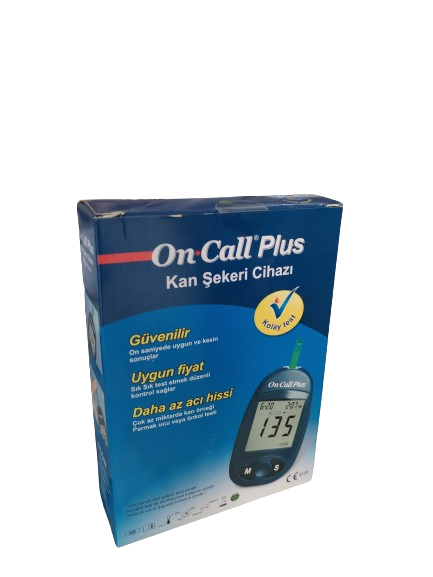 On·Call® Plus
Kan Şekeri Cihazı
Kolay test
Güvenilir
On saniyede uygun ve kesin
sonuçlar
Uygun fiyat
Sık Sık test etmek düzenli
kontrol sağlar
Daha az acı hissi
Çok az miktarda kan örneği
Parmak ucu veya önkol test
On·Call Plus
135
M S
CE